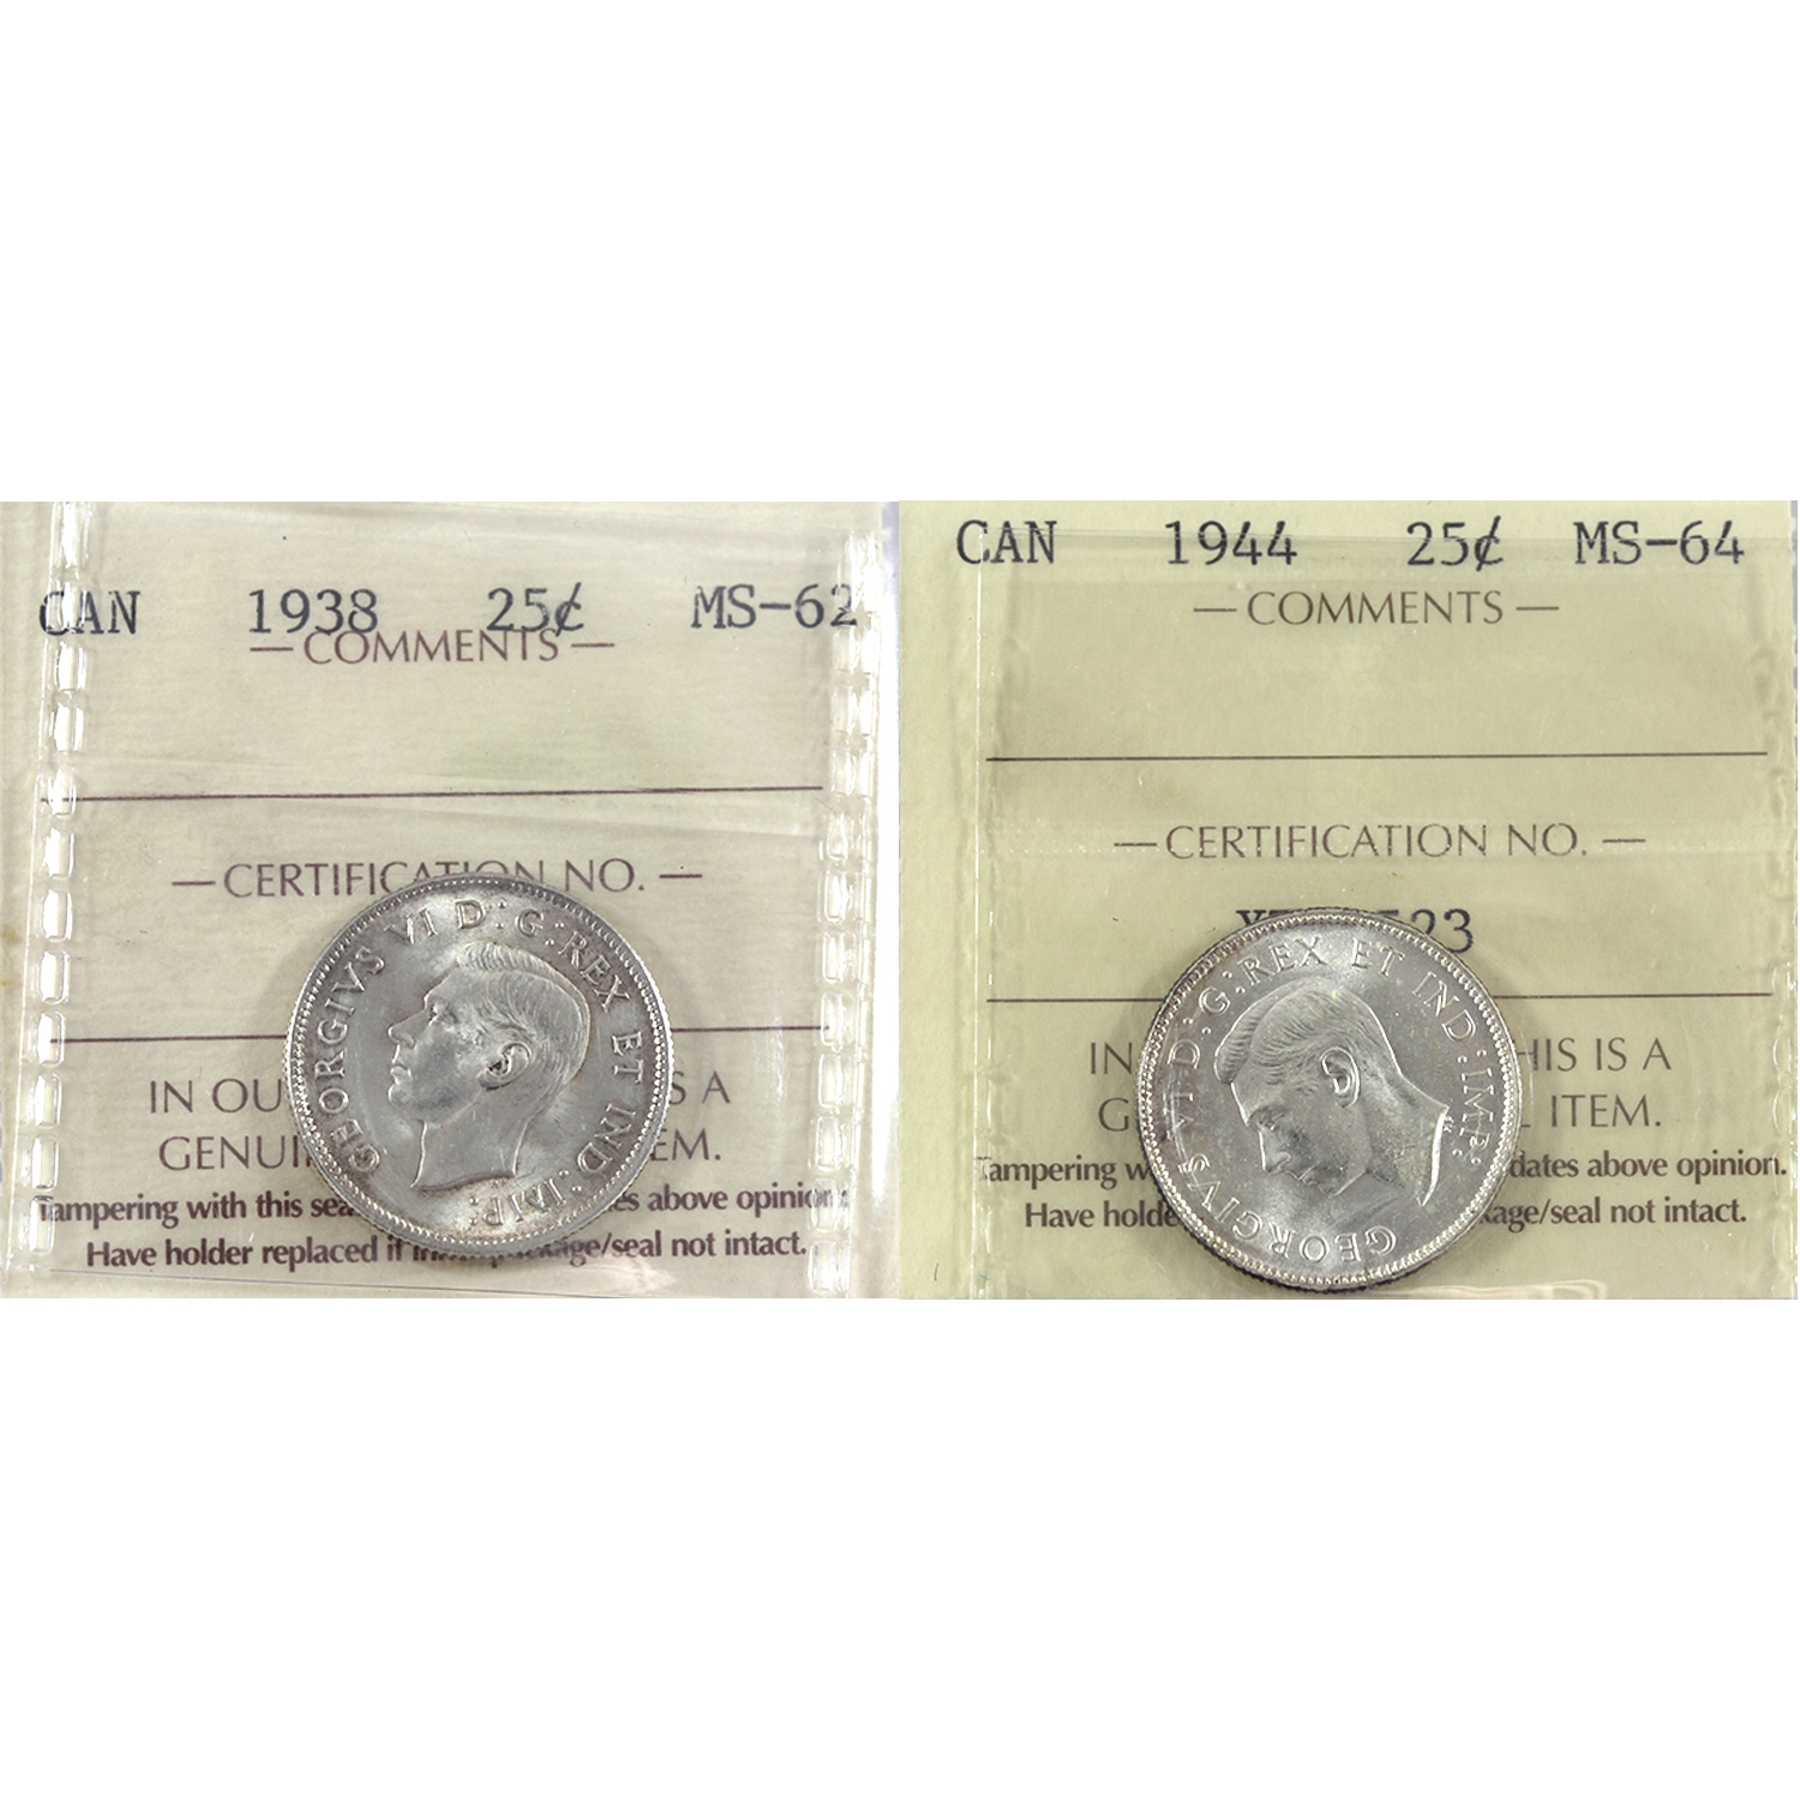 CAN 1938 25¢ MS-62
— COMMENTS —
— CERTIFICATION NO. —
GEORGIVS VI D:G:REX ET IND:IMP:
IN OU S A
GENUI EM.
Tampering with this sea es above opinion.
Have holder replaced if age/seal not intact.
CAN 1944 25¢ MS-64
— COMMENTS —
— CERTIFICATION NO. —
523
GEORGIVS VI D:G:REX ET IND:IMP:
HK
IN HIS IS A
G ITEM.
Tampering w dates above opinion.
Have holde kage/seal not intact.